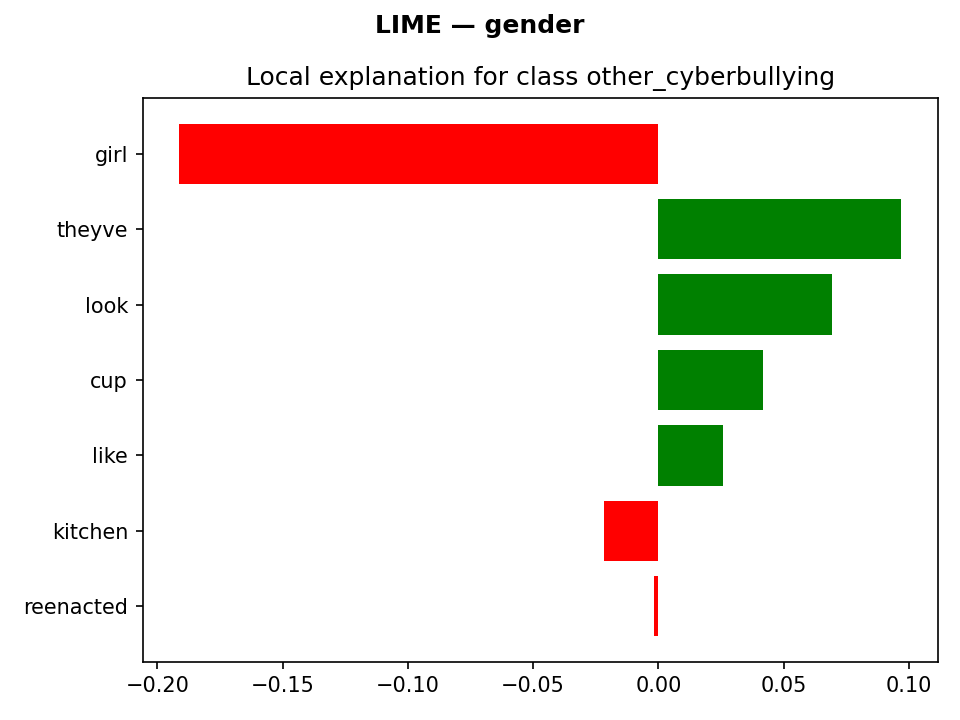 LIME — gender
Local explanation for class other_cyberbullying
girl
theyve
look
cup
like
kitchen
reenacted
−0.20 −0.15 −0.10 −0.05 0.00 0.05 0.10